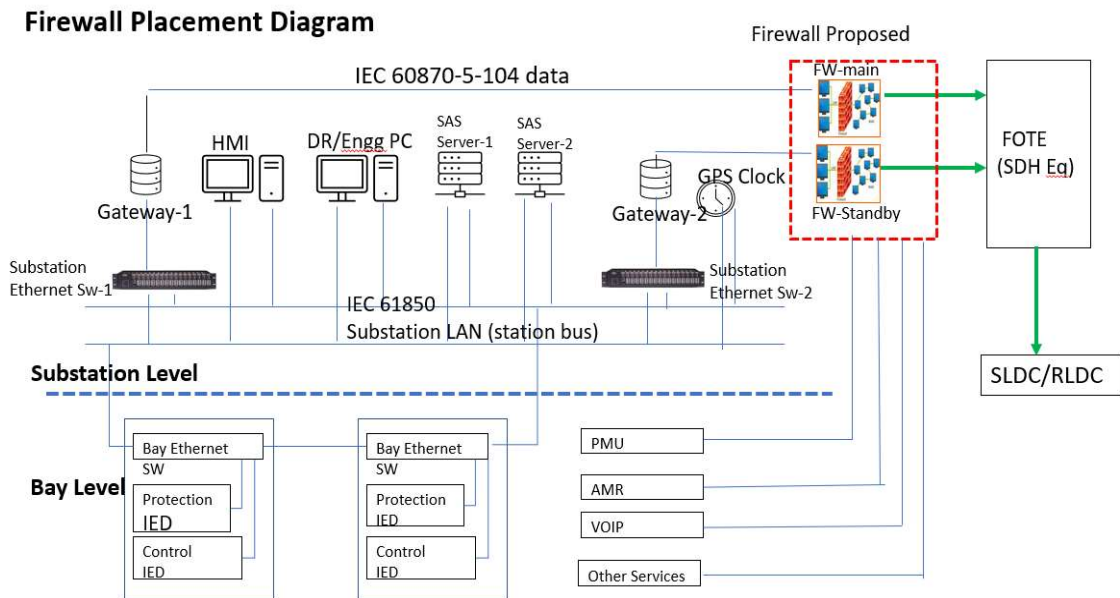 Firewall Placement Diagram
Firewall Proposed
IEC 60870-5-104 data
FW-main
HMI
DR/Engg PC
SAS
Server-1
SAS
Server-2
FOTE
(SDH Eq)
Gateway-1
Gateway-2
GPS Clock
FW-Standby
Substation
Ethernet Sw-1
Substation
Ethernet Sw-2
IEC 61850
Substation LAN (station bus)
Substation Level
SLDC/RLDC
Bay Level
Bay Ethernet
SW
Protection
IED
Control
IED
Bay Ethernet
SW
Protection
IED
Control
IED
PMU
AMR
VOIP
Other Services